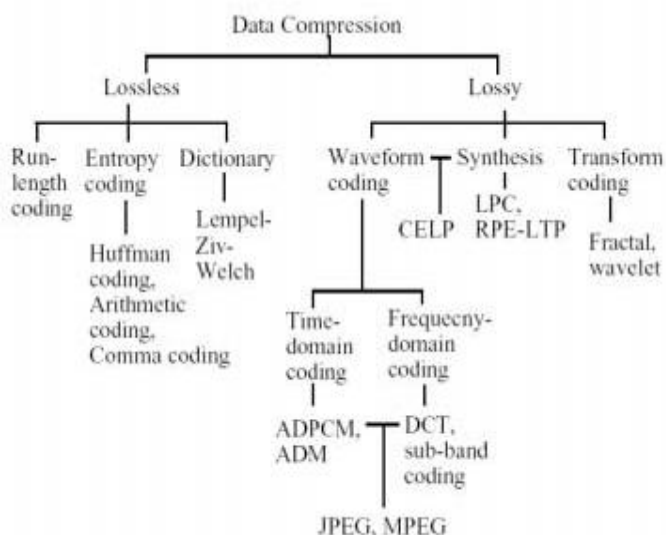 Data Compression
Lossless
Lossy
Run-
length
coding
Entropy
coding
Dictionary
Waveform
coding
Synthesis
Transform
coding
Huffman
coding,
Arithmetic
coding,
Comma coding
Lempel-
Ziv-
Welch
CELP
LPC,
RPE-LTP
Fractal,
wavelet
Time-
domain
coding
Frequecny-
domain
coding
ADPCM,
ADM
DCT,
sub-band
coding
JPEG, MPEG